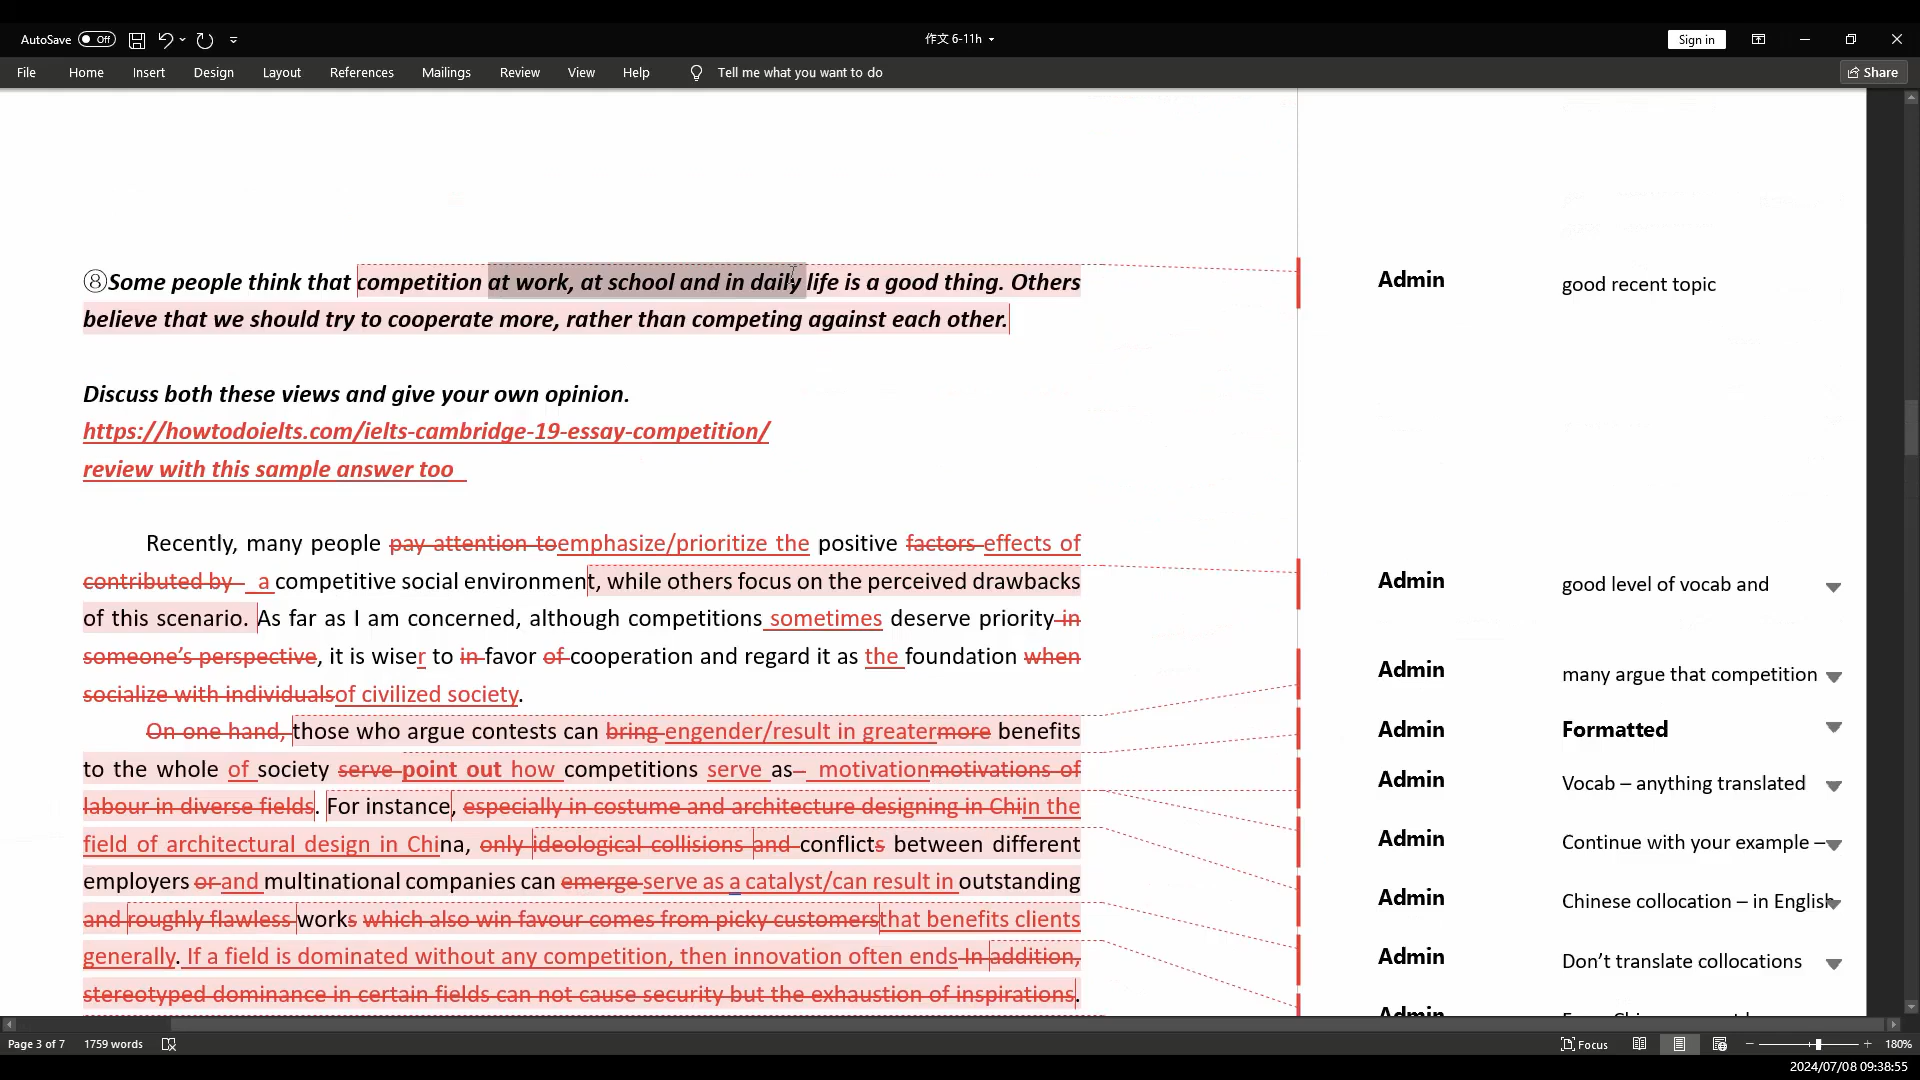 AutoSave Off 作文 6-11h Sign in
File Home Insert Design Layout References Mailings Review View Help Tell me what you want to do Share
⑧Some people think that competition at work, at school and in daily life is a good thing. Others
believe that we should try to cooperate more, rather than competing against each other.
Admin good recent topic
Discuss both these views and give your own opinion.
https://howtodoielts.com/ielts-cambridge-19-essay-competition/
review with this sample answer too
Recently, many people pay attention toemphasize/prioritize the positive factors effects of
contributed by a competitive social environment, while others focus on the perceived drawbacks
Admin good level of vocab and
of this scenario. As far as I am concerned, although competitions sometimes deserve priority in
someone's perspective, it is wiser to in favor of cooperation and regard it as the foundation when
Admin many argue that competition
socialize with individualsof civilized society.
On one hand, those who argue contests can bring engender/result in greatermore benefits
Admin Formatted
to the whole of society serve point out how competitions serve as motivationmotivations of
Admin Vocab – anything translated
labour in diverse fields. For instance, especially in costume and architecture designing in Chiin the
field of architectural design in China, only ideological collisions and conflicts between different
Admin Continue with your example –
employers or and multinational companies can emerge serve as a catalyst/can result in outstanding
Admin Chinese collocation – in English
and roughly flawless works which also win favour comes from picky customersthat benefits clients
generally. If a field is dominated without any competition, then innovation often ends In addition,
Admin Don't translate collocations
stereotyped dominance in certain fields can not cause security but the exhaustion of inspirations.
Admin
Page 3 of 7 1759 words Focus 180%
2024/07/08 09:38:55